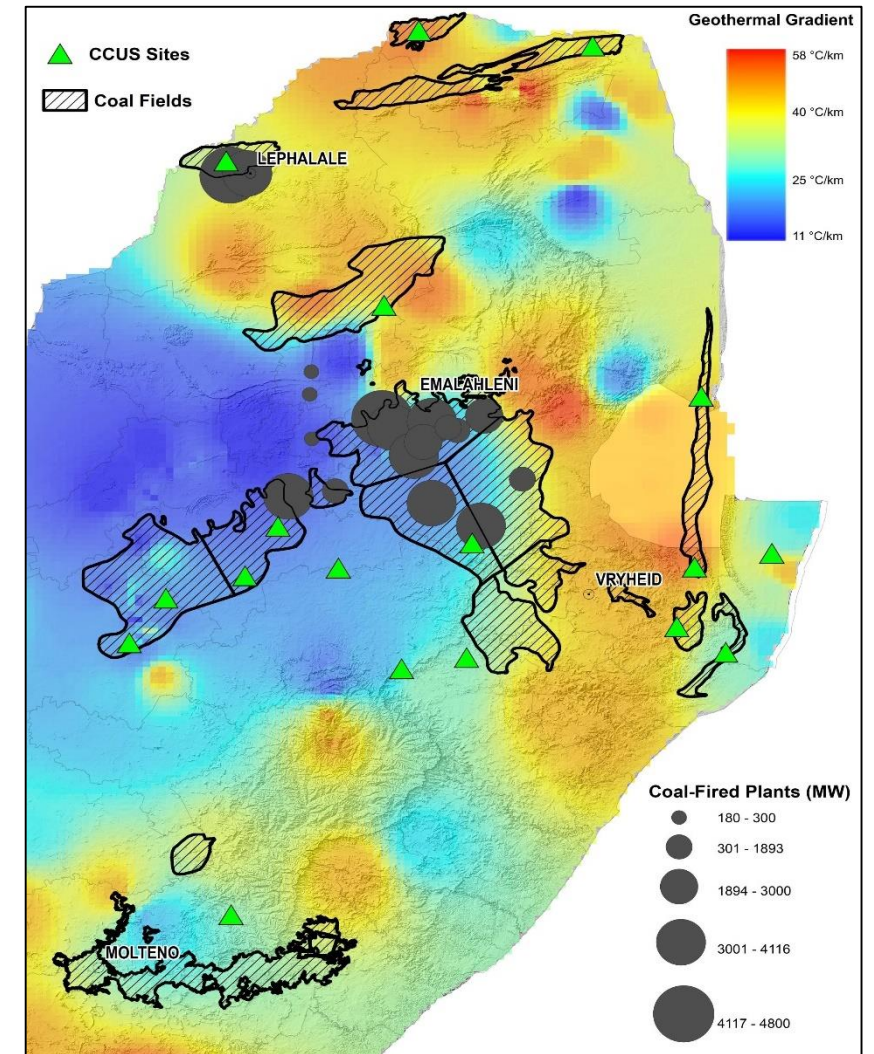 Geothermal Gradient
58 °C/km
40 °C/km
25 °C/km
11 °C/km
CCUS Sites
Coal Fields
LEPHALALE
EMALAHLENI
VRYHEID
MOLTENO
Coal-Fired Plants (MW)
180 - 300
301 - 1893
1894 - 3000
3001 - 4116
4117 - 4800